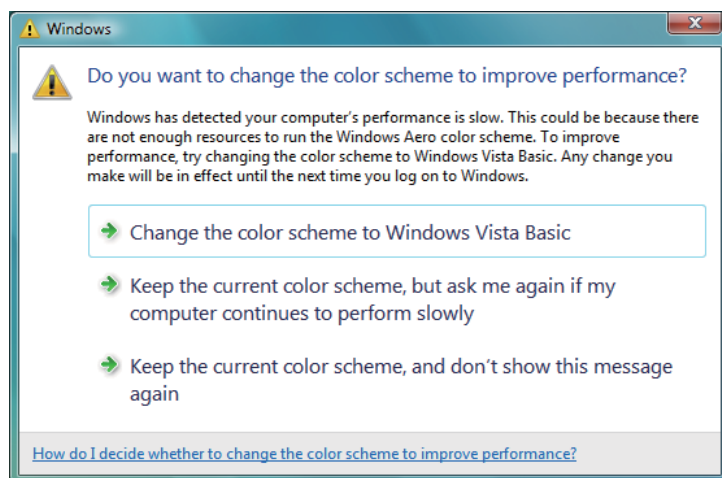 Windows
Do you want to change the color scheme to improve performance?
Windows has detected your computer's performance is slow. This could be because there
are not enough resources to run the Windows Aero color scheme. To improve
performance, try changing the color scheme to Windows Vista Basic. Any change you
make will be in effect until the next time you log on to Windows.
Change the color scheme to Windows Vista Basic
Keep the current color scheme, but ask me again if my
computer continues to perform slowly
Keep the current color scheme, and don't show this message
again
How do I decide whether to change the color scheme to improve performance?